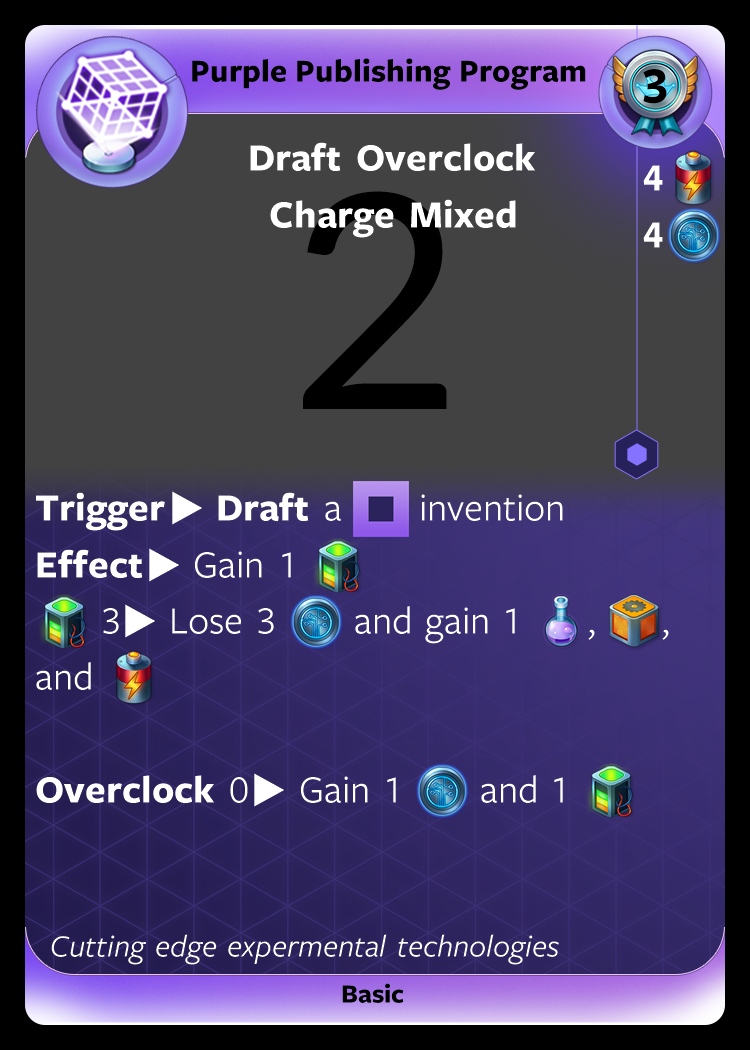 Purple Publishing Program
3
Draft Overclock
Charge Mixed
4
4
2
Trigger▶ Draft a invention
Effect▶ Gain 1
3▶ Lose 3 and gain 1 , ,
and
Overclock 0▶ Gain 1 and 1
Cutting edge expermental technologies
Basic